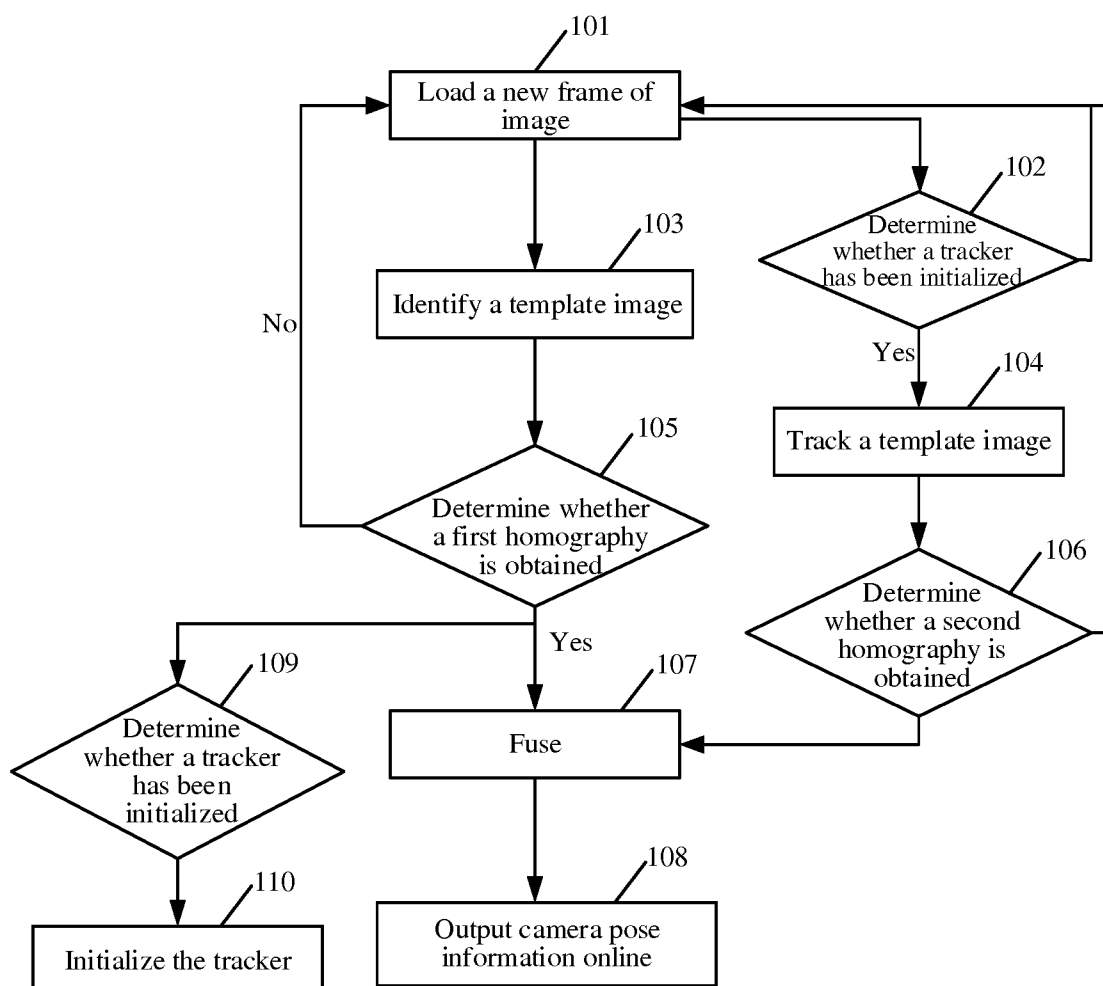 101
Load a new frame of
image
102
Determine
whether a tracker
has been initialized
103
Identify a template image
No
Yes
104
Track a template image
105
Determine whether
a first homography
is obtained
106
Determine
whether a second
homography is
obtained
Yes
109
Determine
whether a tracker
has been
initialized
107
Fuse
110
Initialize the tracker
108
Output camera pose
information online